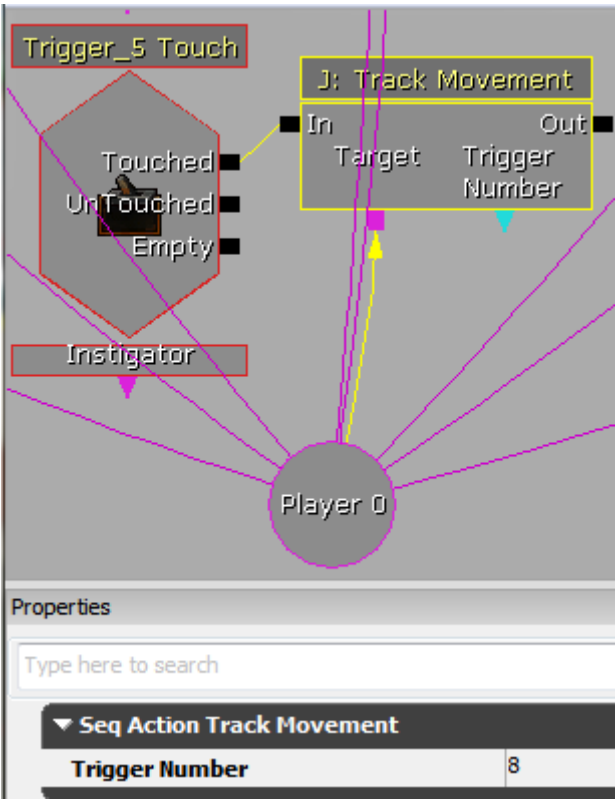 Trigger_5 Touch
J: Track Movement
In
Out
Touched
Target
Trigger
Number
UnTouched
Empty
Instigator
Player 0
Properties
Type here to search
Seq Action Track Movement
Trigger Number
8